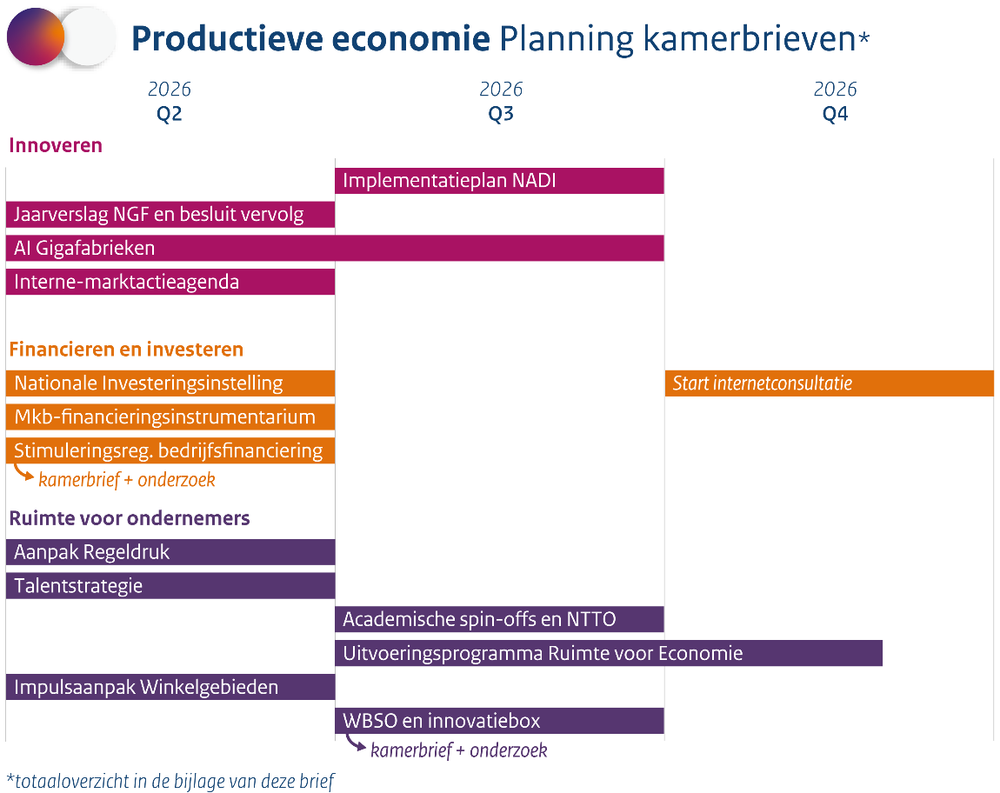 Productieve economie Planning kamerbrieven*
2026 2026 2026
Q2 Q3 Q4
Innoveren
Implementatieplan NADI
Jaarverslag NGF en besluit vervolg
AI Gigafabrieken
Interne-marktactieagenda
Financieren en investeren
Nationale Investeringsinstelling Start internetconsultatie
Mkb-financieringsinstrumentarium
Stimuleringsreg. bedrijfsfinanciering
kamerbrief + onderzoek
Ruimte voor ondernemers
Aanpak Regeldruk
Talentstrategie
Academische spin-offs en NTTO
Uitvoeringsprogramma Ruimte voor Economie
Impulsaanpak Winkelgebieden
WBSO en innovatiebox
kamerbrief + onderzoek
*totaaloverzicht in de bijlage van deze brief